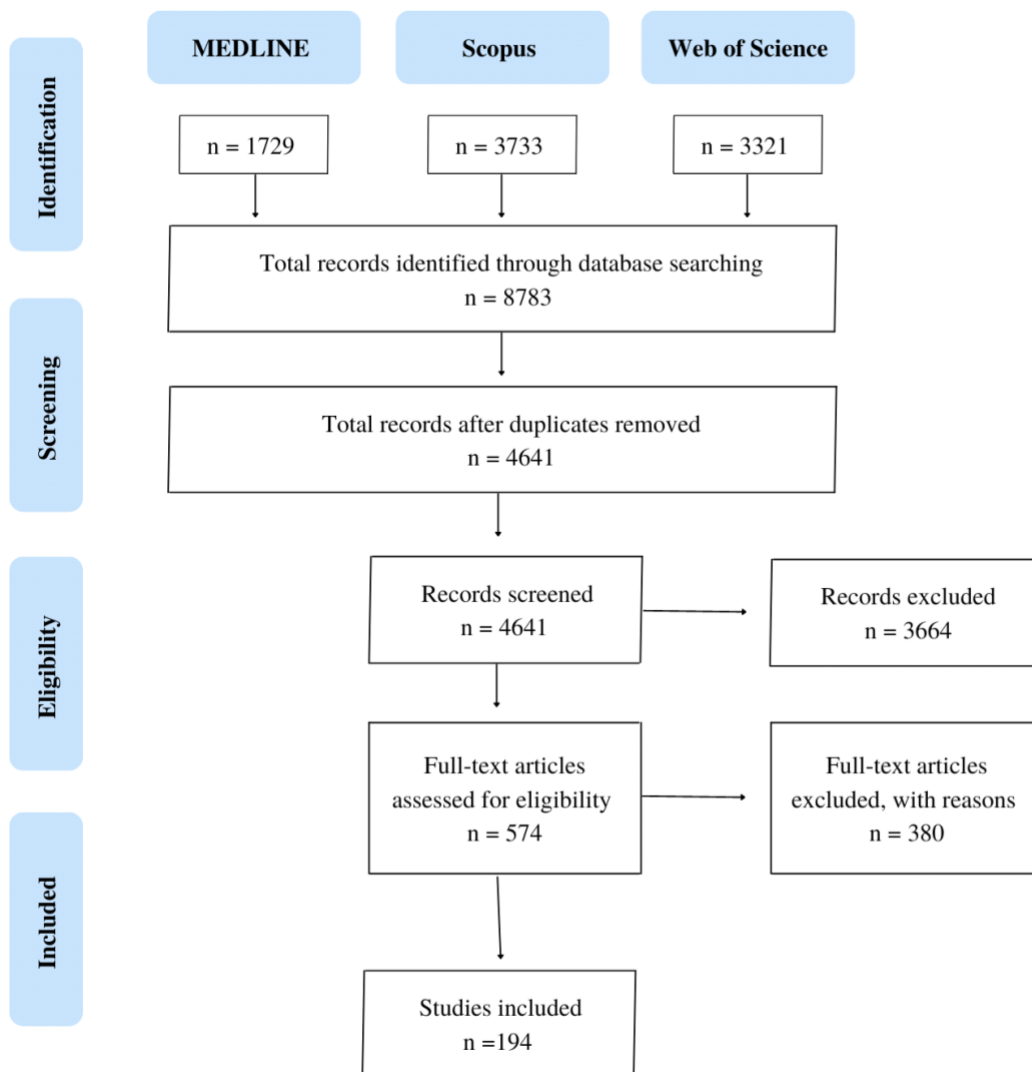 MEDLINE
Scopus
Web of Science
Identification
n = 1729
n = 3733
n = 3321
Total records identified through database searching
n = 8783
Screening
Total records after duplicates removed
n = 4641
Eligibility
Records screened
n = 4641
Records excluded
n = 3664
Full-text articles
assessed for eligibility
n = 574
Full-text articles
excluded, with reasons
n = 380
Included
Studies included
n =194